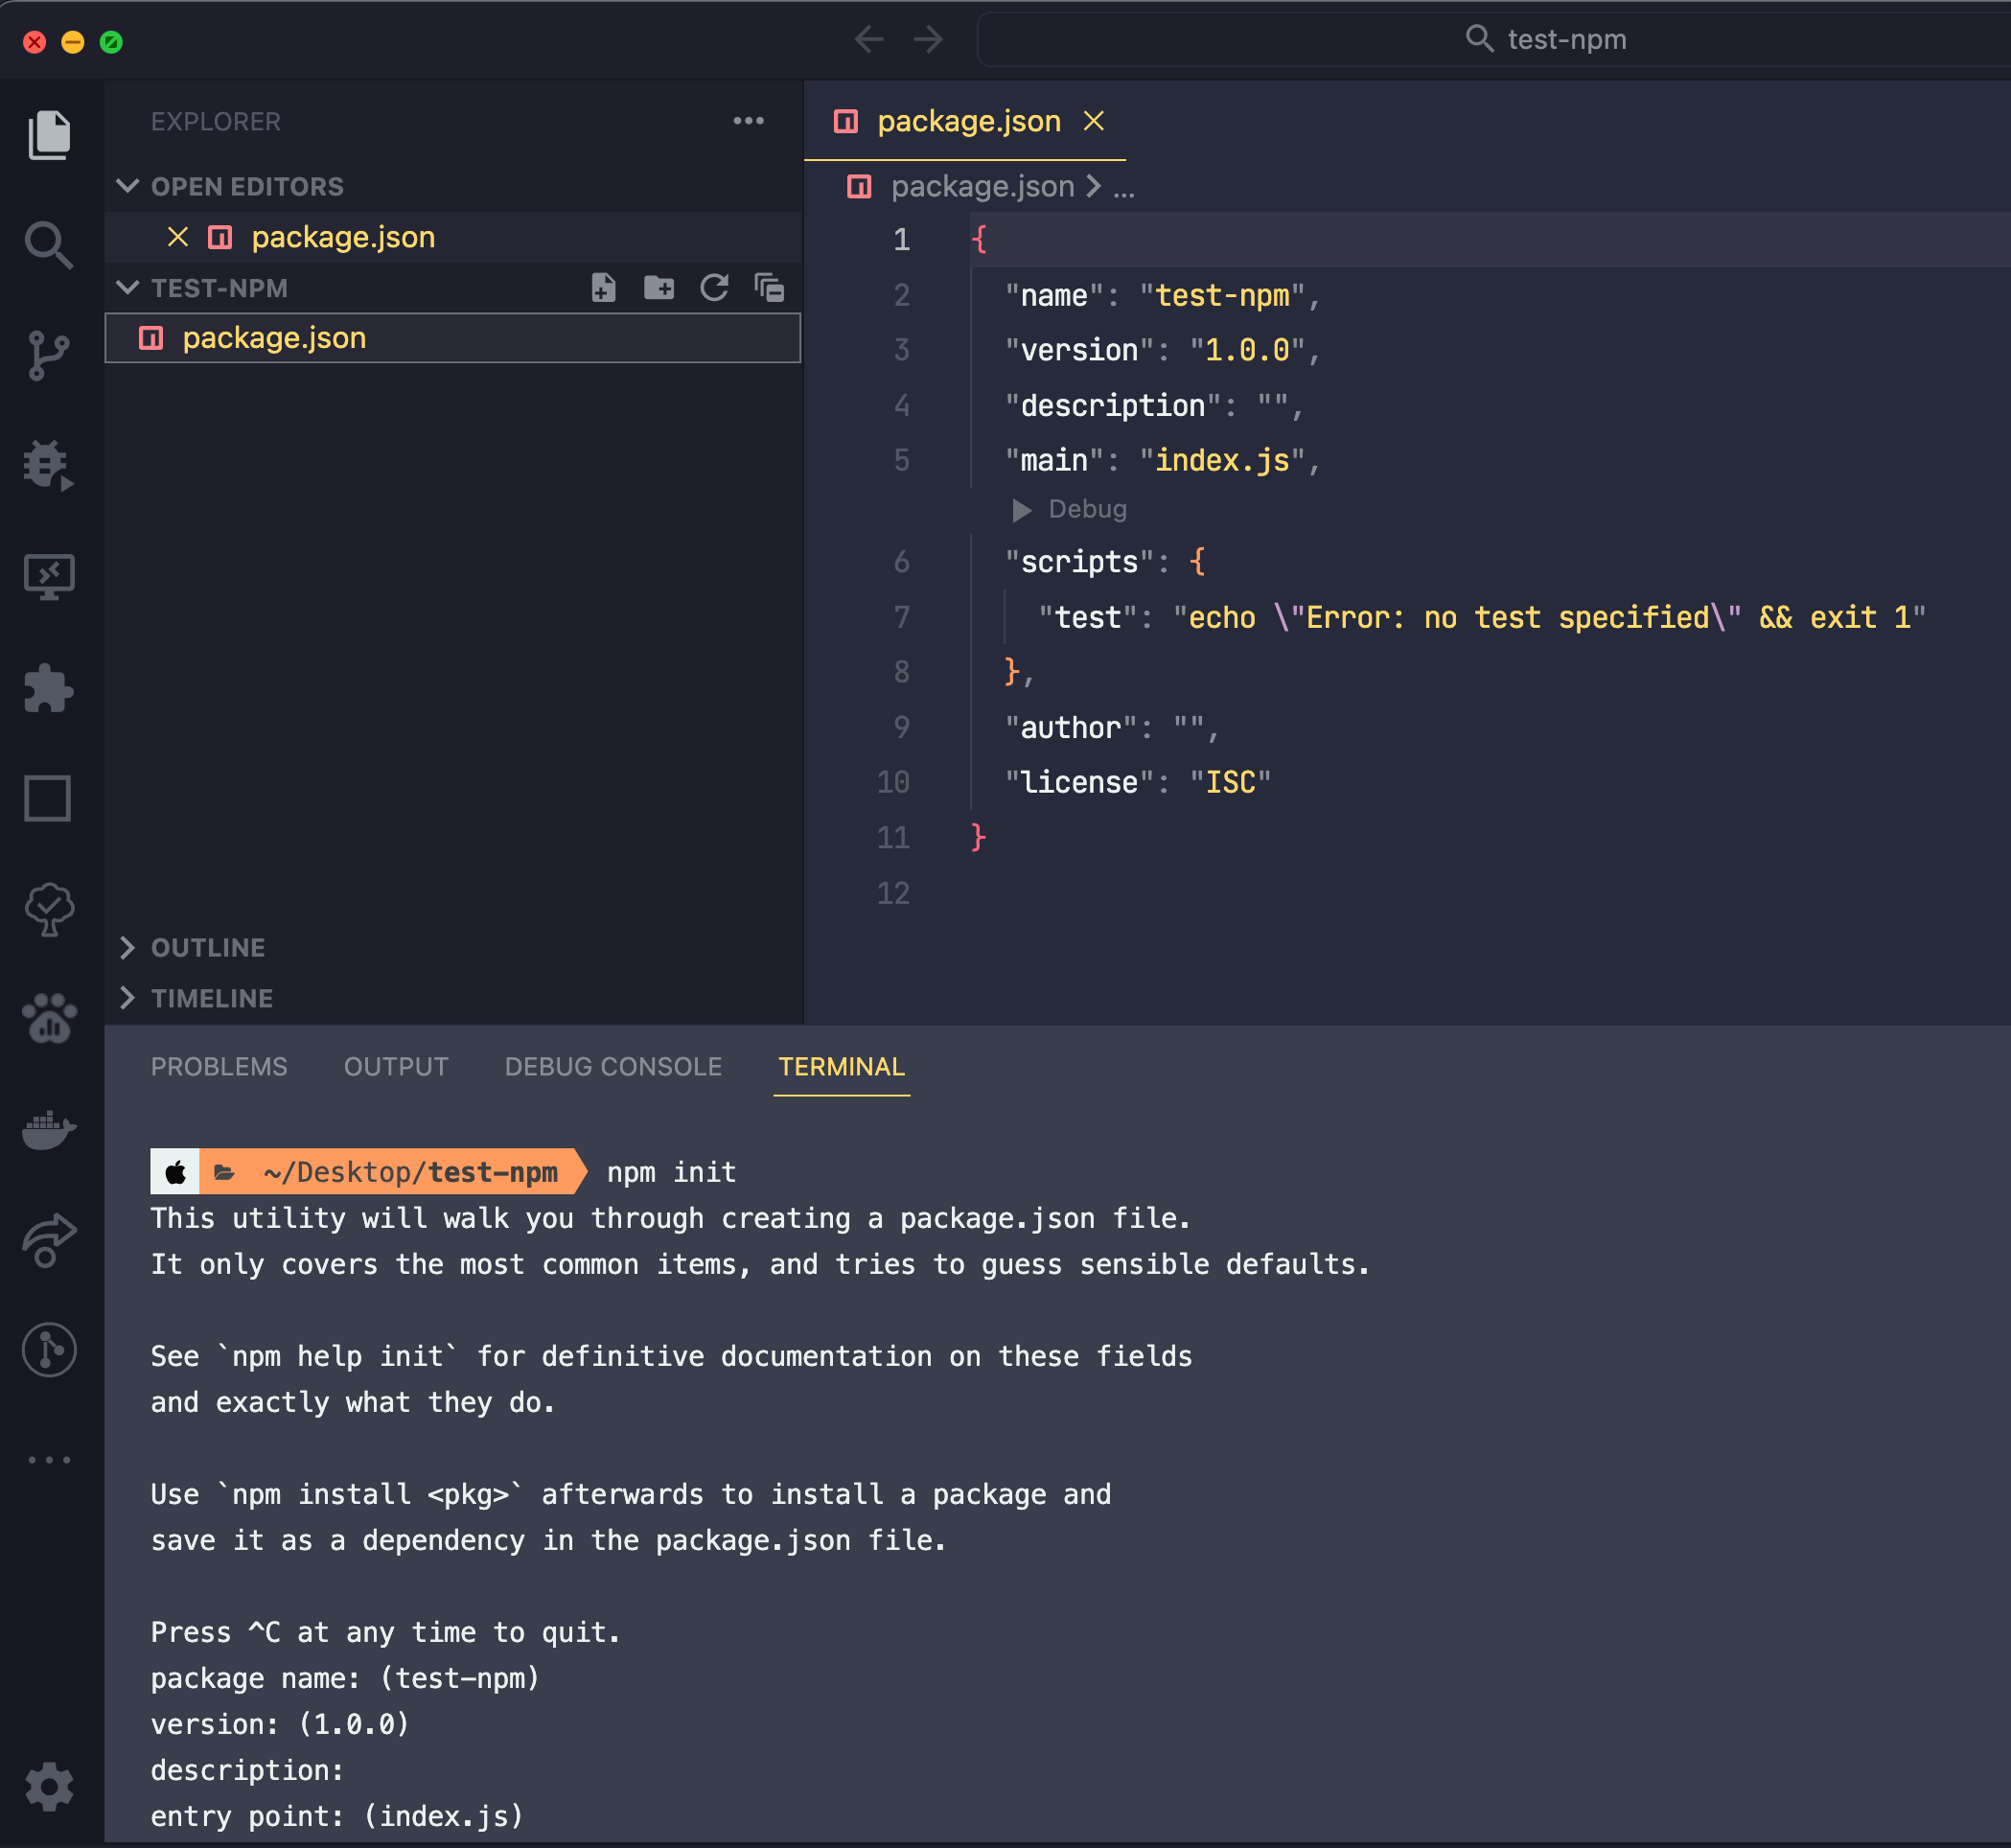 test-npm
EXPLORER
OPEN EDITORS
package.json
TEST-NPM
package.json
OUTLINE
TIMELINE
package.json
package.json > ...
1 {
2 "name": "test-npm",
3 "version": "1.0.0",
4 "description": "",
5 "main": "index.js",
Debug
6 "scripts": {
7 "test": "echo \"Error: no test specified\" && exit 1"
8 },
9 "author": "",
10 "license": "ISC"
11 }
12
PROBLEMS OUTPUT DEBUG CONSOLE TERMINAL
~/Desktop/test-npm npm init
This utility will walk you through creating a package.json file.
It only covers the most common items, and tries to guess sensible defaults.
See `npm help init` for definitive documentation on these fields
and exactly what they do.
Use `npm install <pkg>` afterwards to install a package and
save it as a dependency in the package.json file.
Press ^C at any time to quit.
package name: (test-npm)
version: (1.0.0)
description:
entry point: (index.js)